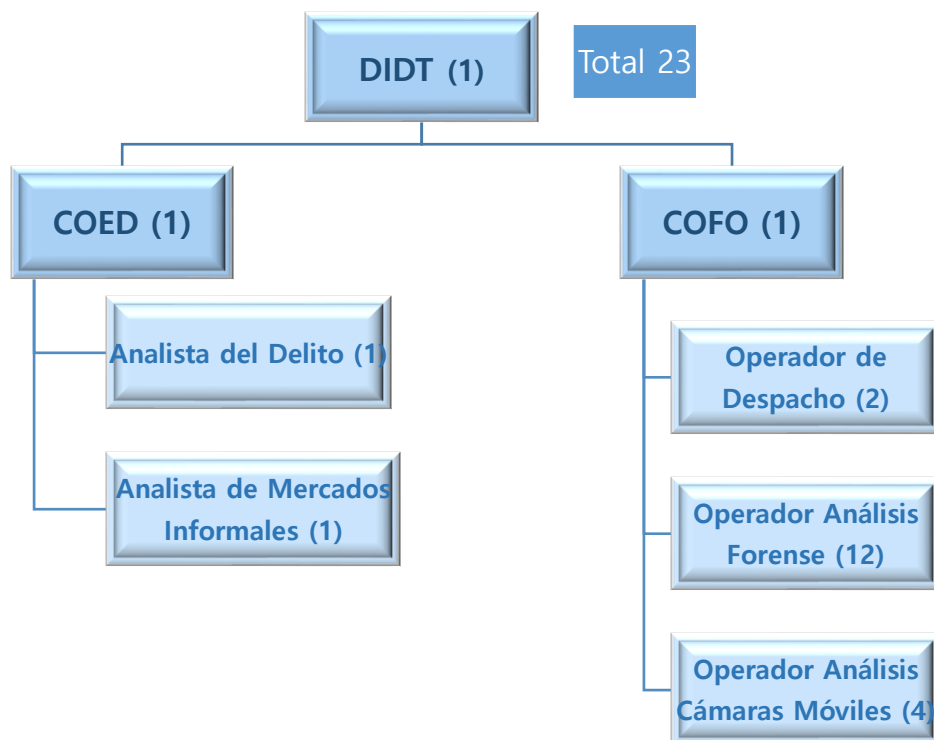 DIDT (1)
Total 23
COED (1)
COFO (1)
Analista del Delito (1)
Analista de Mercados
Informales (1)
Operador de
Despacho (2)
Operador Análisis
Forense (12)
Operador Análisis
Cámaras Móviles (4)